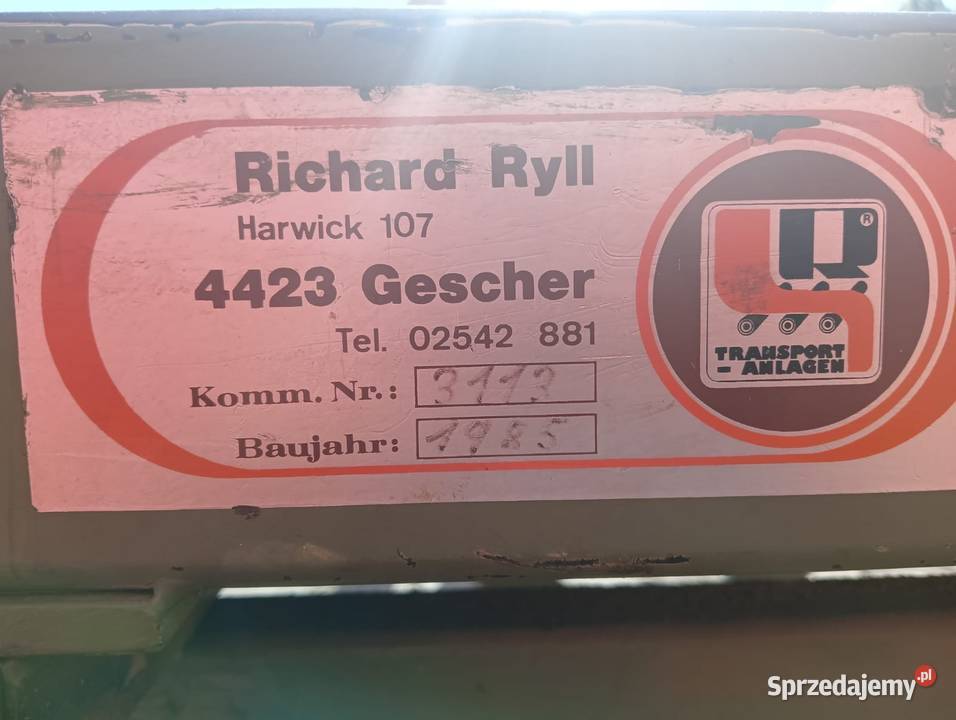 Richard Ryll
Harwick 107
4423 Gescher
Tel. 02542 881
Komm. Nr.: 3113
Baujahr: 1985
R
TRANSPORT
- ANLAGEN
Sprzedajemy.pl